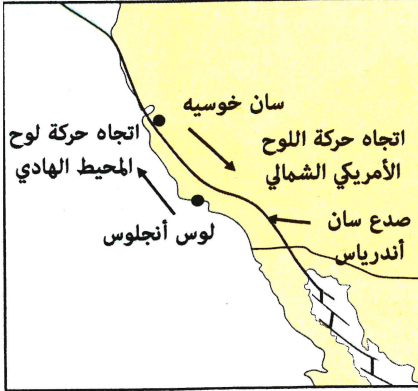 سان خوسيه
اتجاه حركة اللوح
الأمريكي الشمالي
اتجاه حركة لوح
المحيط الهادي
صدع سان
أندرياس
لوس أنجلوس